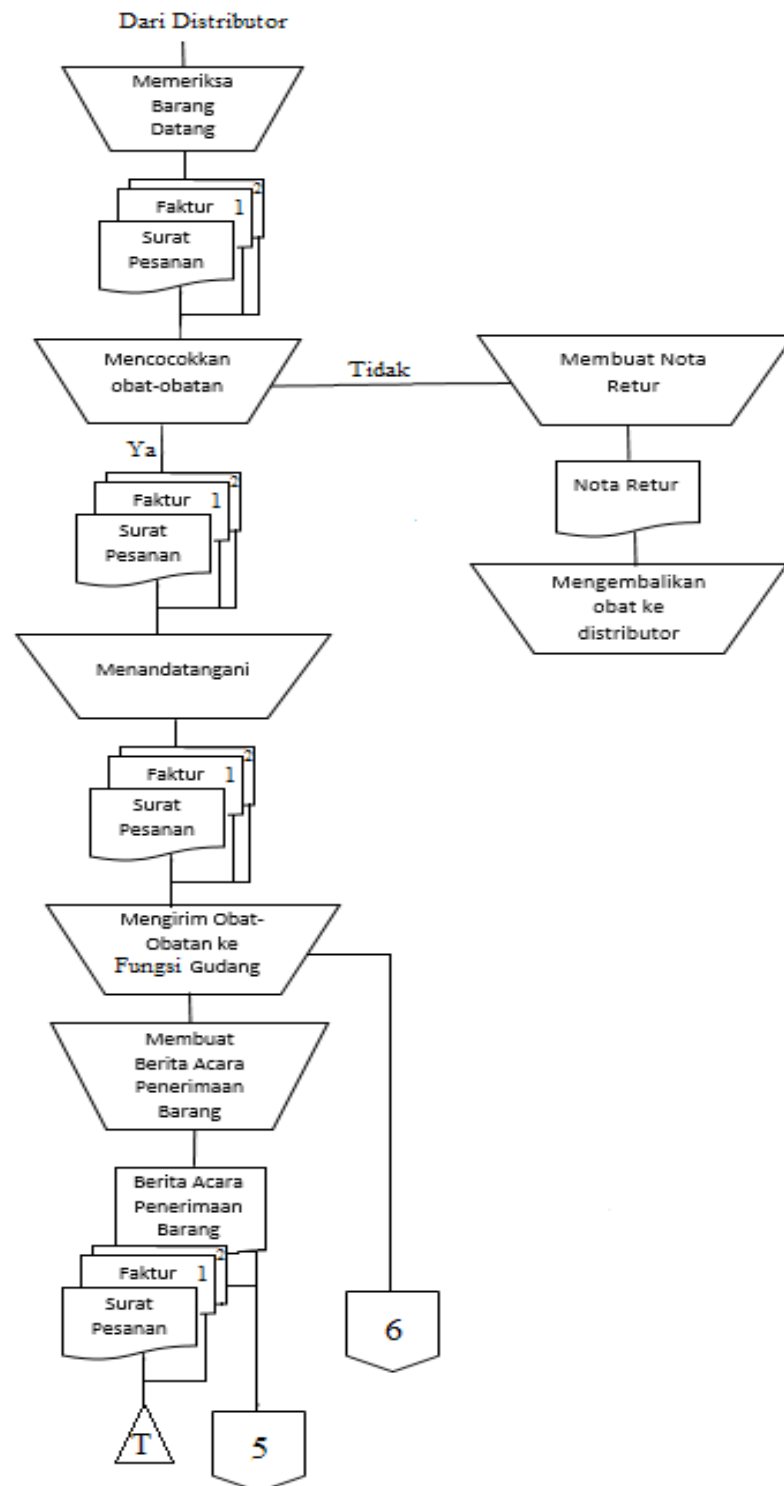 Dari Distributor
Memeriksa
Barang
Datang
2
Faktur 1
Surat
Pesanan
Mencocokkan
obat-obatan
Tidak
Membuat Nota
Retur
Ya
Nota Retur
2
Faktur 1
Surat
Pesanan
Mengembalikan
obat ke
distributor
Menandatangani
2
Faktur 1
Surat
Pesanan
Mengirim Obat-
Obatan ke
Fungsi Gudang
Membuat
Berita Acara
Penerimaan
Barang
Berita Acara
Penerimaan
Barang
2
Faktur 1
Surat
Pesanan
6
T
5